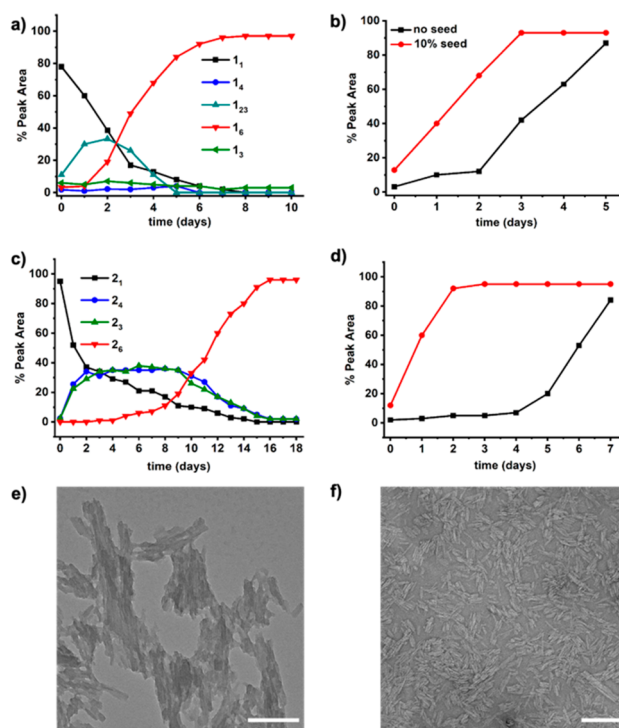 a)
% Peak Area
100
80
60
40
20
0
0 2 4 6 8 10
time (days)
1₁
1₄
1₂₃
1₆
1₃
b)
% Peak Area
100
80
60
40
20
0
0 1 2 3 4 5
time (days)
no seed
10% seed
c)
% Peak Area
100
80
60
40
20
0
0 2 4 6 8 10 12 14 16 18
time (days)
2₁
2₄
2₃
2₆
d)
% Peak Area
100
80
60
40
20
0
0 1 2 3 4 5 6 7
time (days)
e)
f)